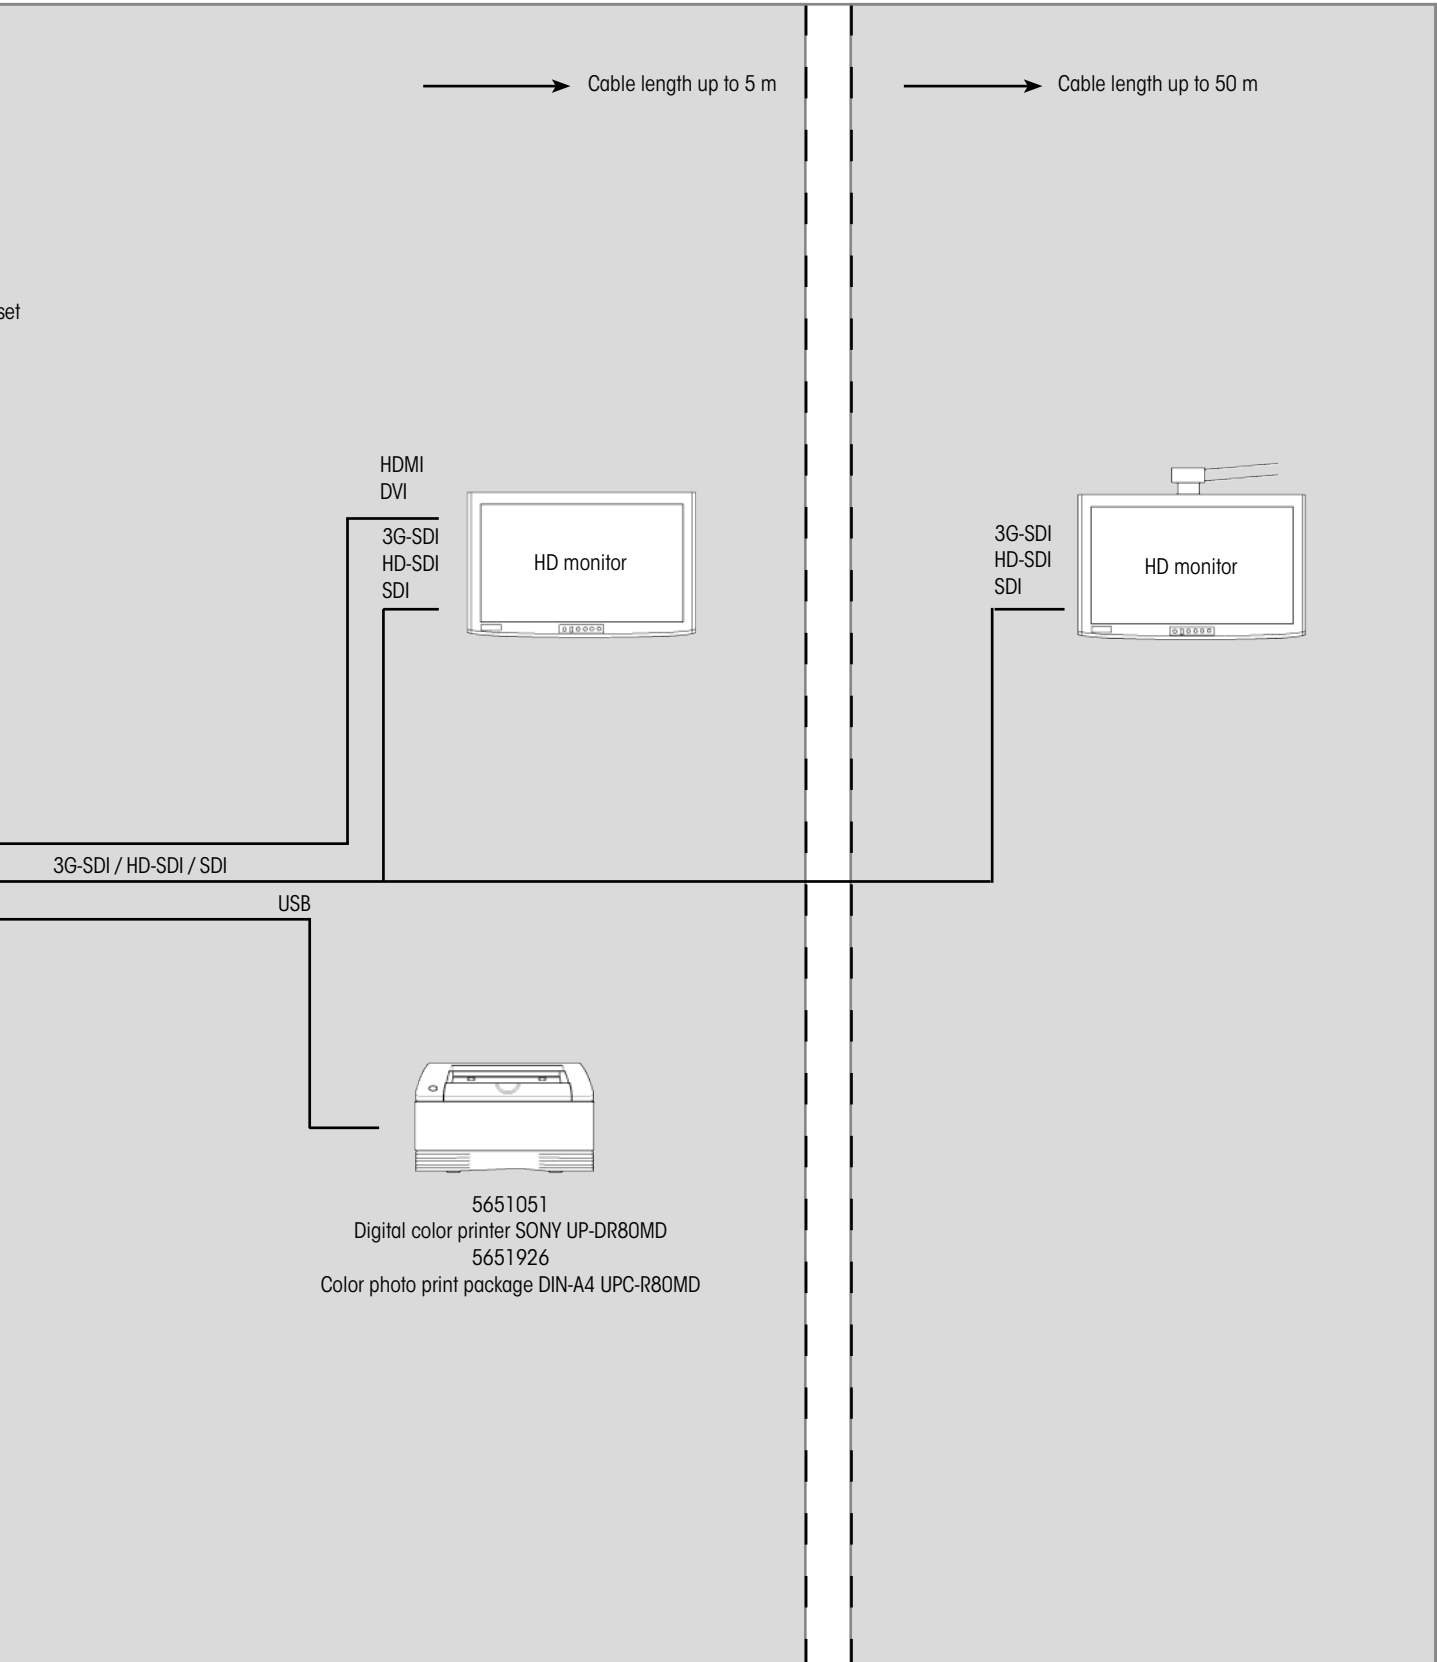 Cable length up to 5 m
Cable length up to 50 m
set
HDMI
DVI
3G-SDI
HD-SDI
SDI
HD monitor
3G-SDI
HD-SDI
SDI
HD monitor
3G-SDI / HD-SDI / SDI
USB
5651051
Digital color printer SONY UP-DR80MD
5651926
Color photo print package DIN-A4 UPC-R80MD